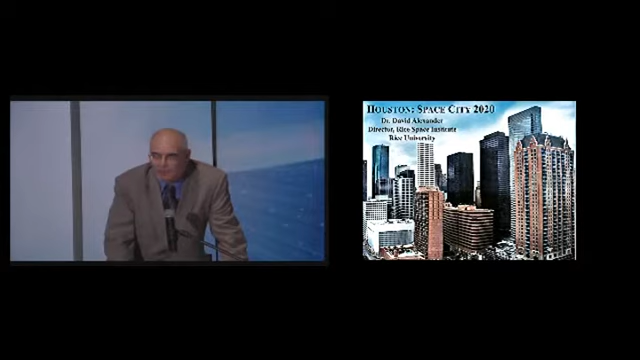 HOUSTON: SPACE CITY 2020
Dr. David Alexander
Director, Rice Space Institute
Rice University